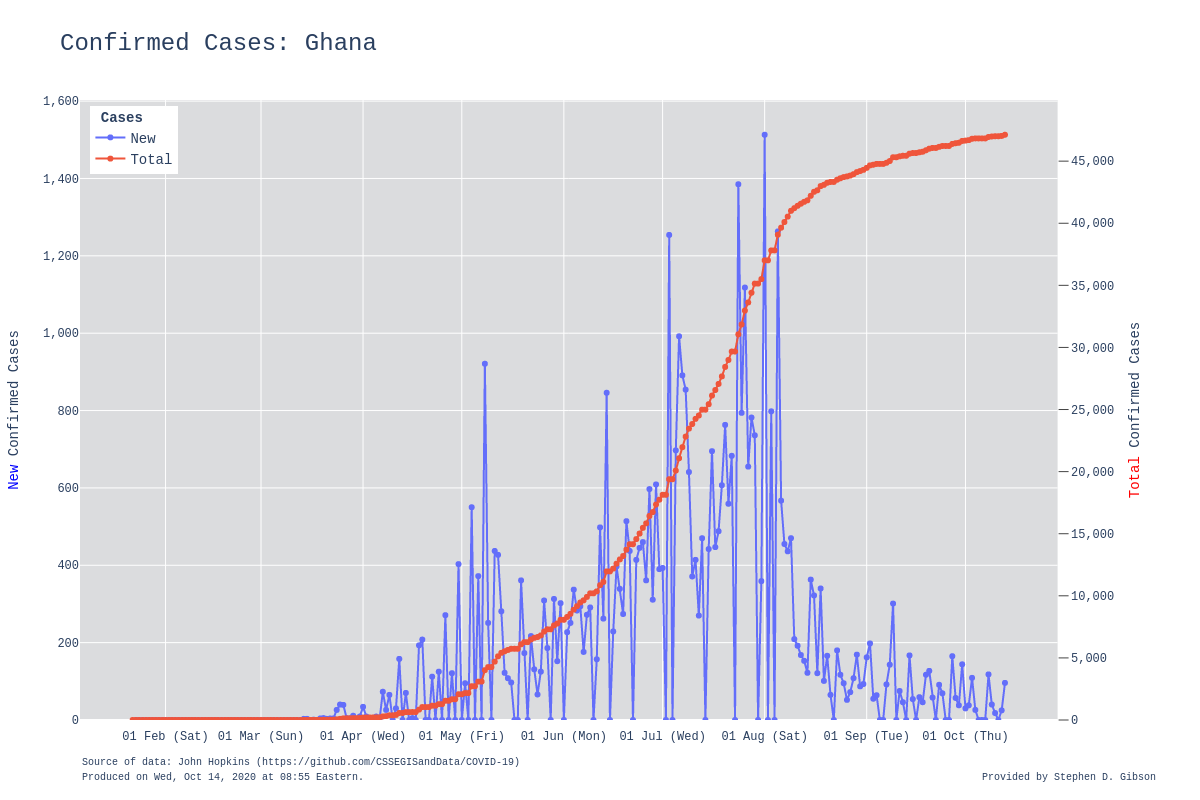 Confirmed Cases: Ghana
Cases
New
Total
1,600
1,400
1,200
1,000
800
600
400
200
0
New Confirmed Cases
45,000
40,000
35,000
30,000
25,000
20,000
15,000
10,000
5,000
0
Total Confirmed Cases
01 Feb (Sat) 01 Mar (Sun) 01 Apr (Wed) 01 May (Fri) 01 Jun (Mon) 01 Jul (Wed) 01 Aug (Sat) 01 Sep (Tue) 01 Oct (Thu)
Source of data: John Hopkins (https://github.com/CSSEGISandData/COVID-19)
Produced on Wed, Oct 14, 2020 at 08:55 Eastern.
Provided by Stephen D. Gibson